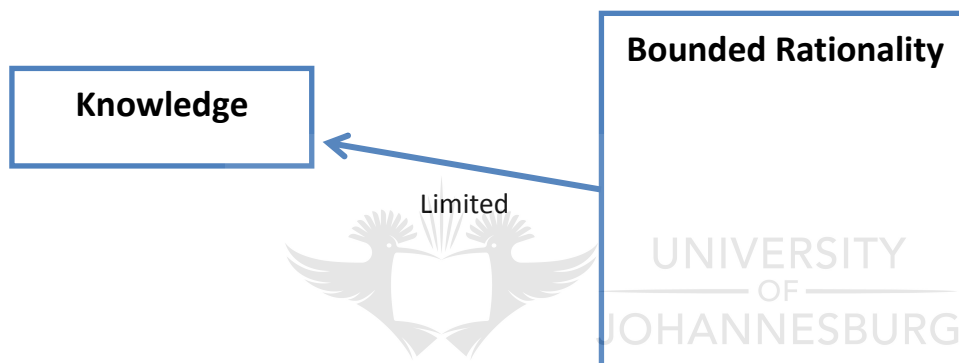 Bounded Rationality
Knowledge
Limited
UNIVERSITY
OF
JOHANNESBURG